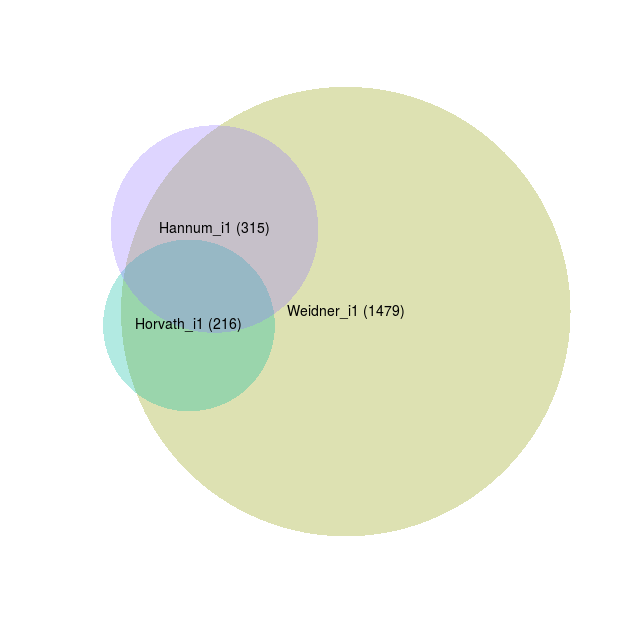 Hannum_i1 (315)
Weidner_i1 (1479)
Horvath_i1 (216)